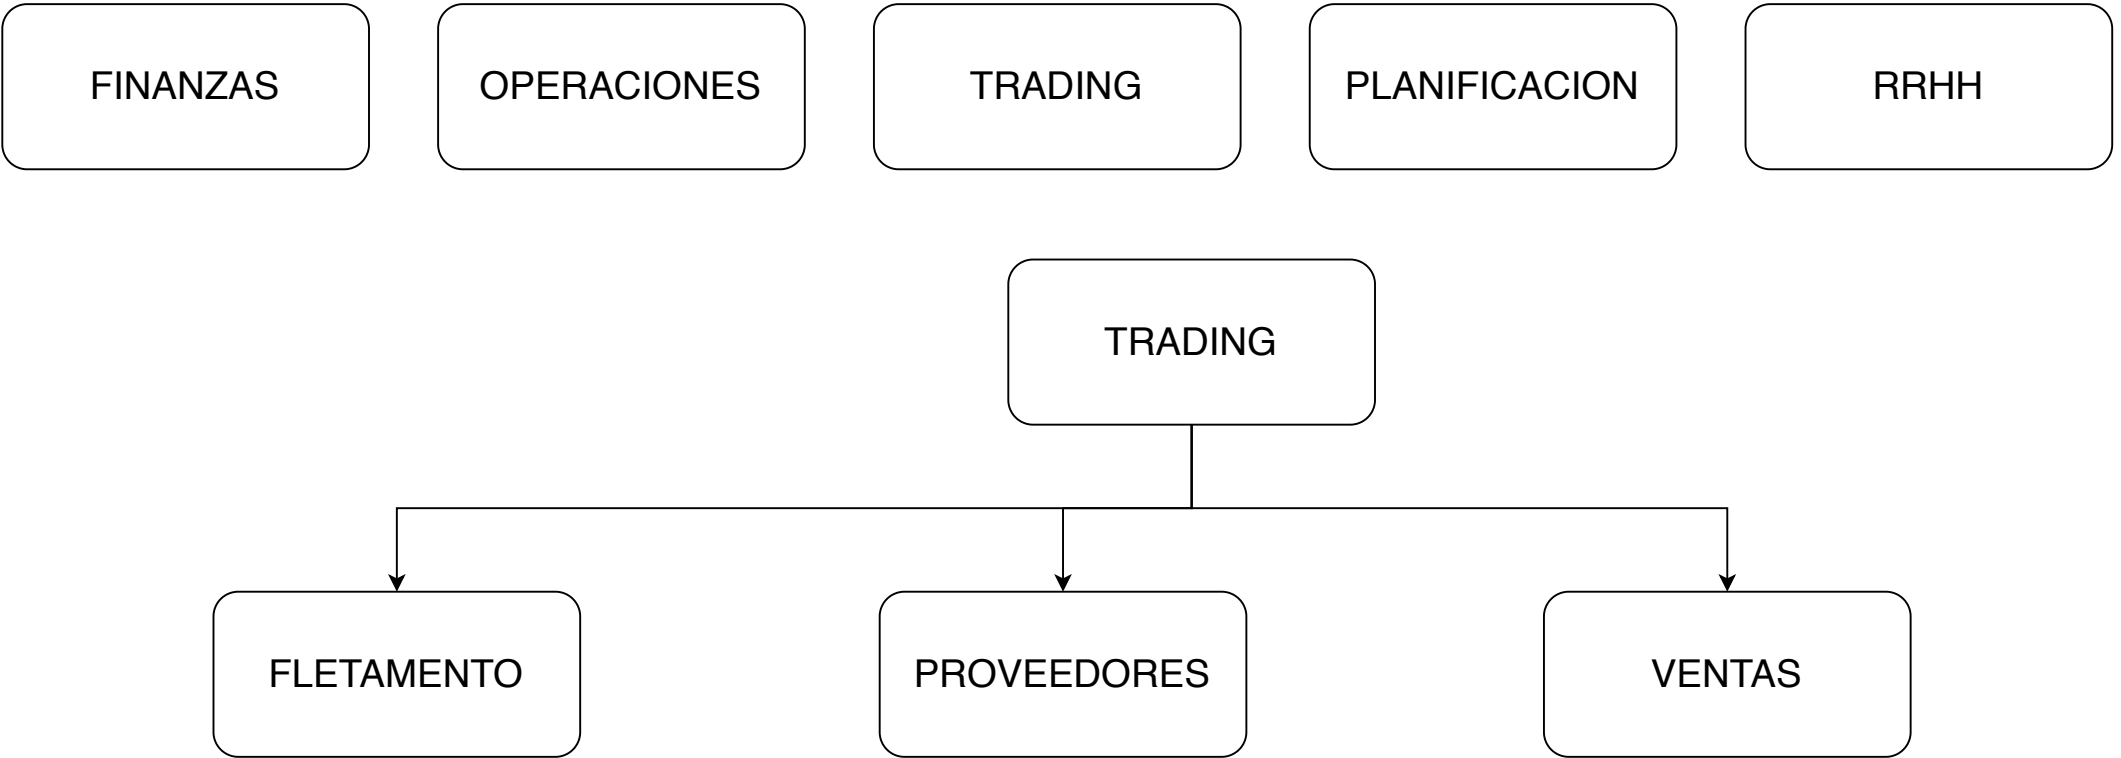 FINANZAS
OPERACIONES
TRADING
PLANIFICACION
RRHH
TRADING
FLETAMENTO
PROVEEDORES
VENTAS